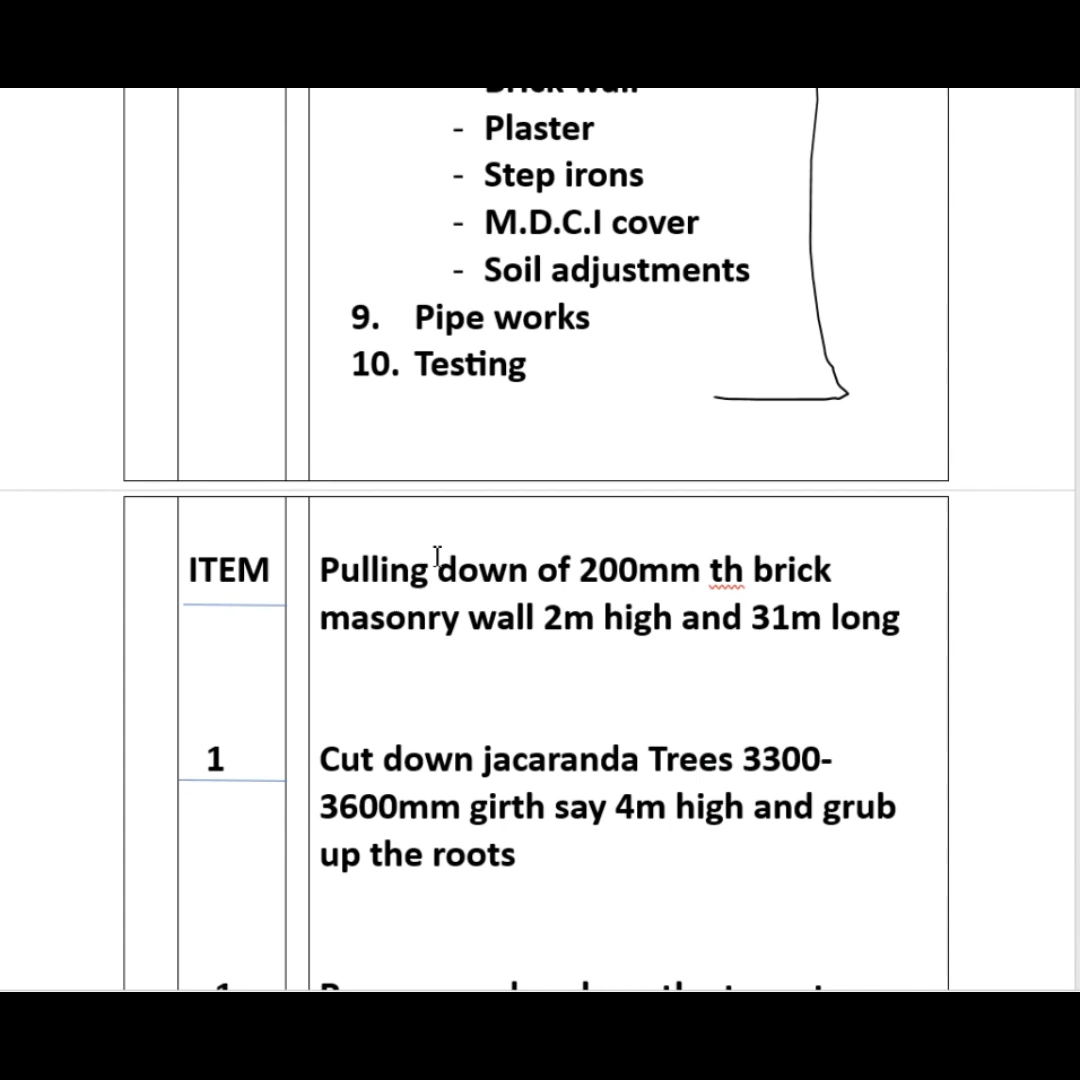 Brick wall
- Plaster
- Step irons
- M.D.C.I cover
- Soil adjustments
9. Pipe works
10. Testing
ITEM Pulling down of 200mm th brick
masonry wall 2m high and 31m long
1 Cut down jacaranda Trees 3300-
3600mm girth say 4m high and grub
up the roots